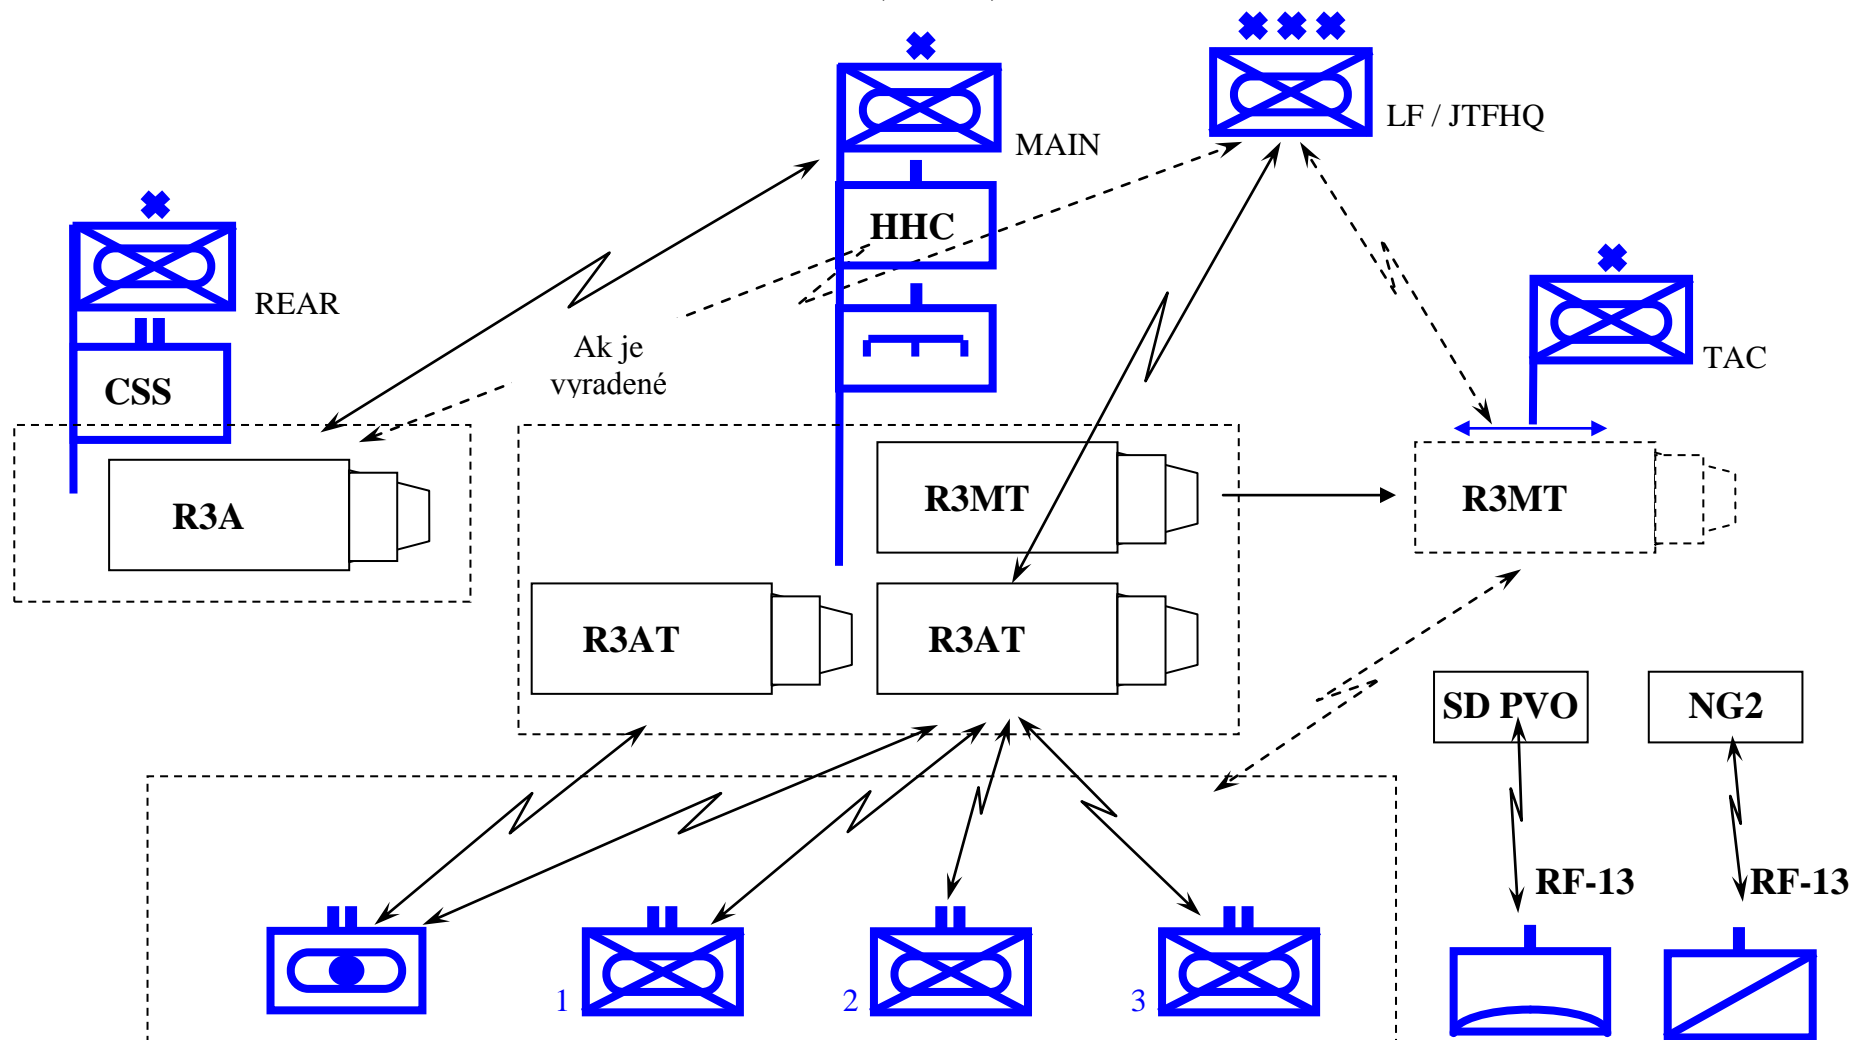 LF / JTFHQ
MAIN
HHC
REAR
CSS
Ak je
vyradené
TAC
R3A
R3MT
R3MT
R3AT
R3AT
SD PVO
NG2
RF-13
RF-13
1
2
3